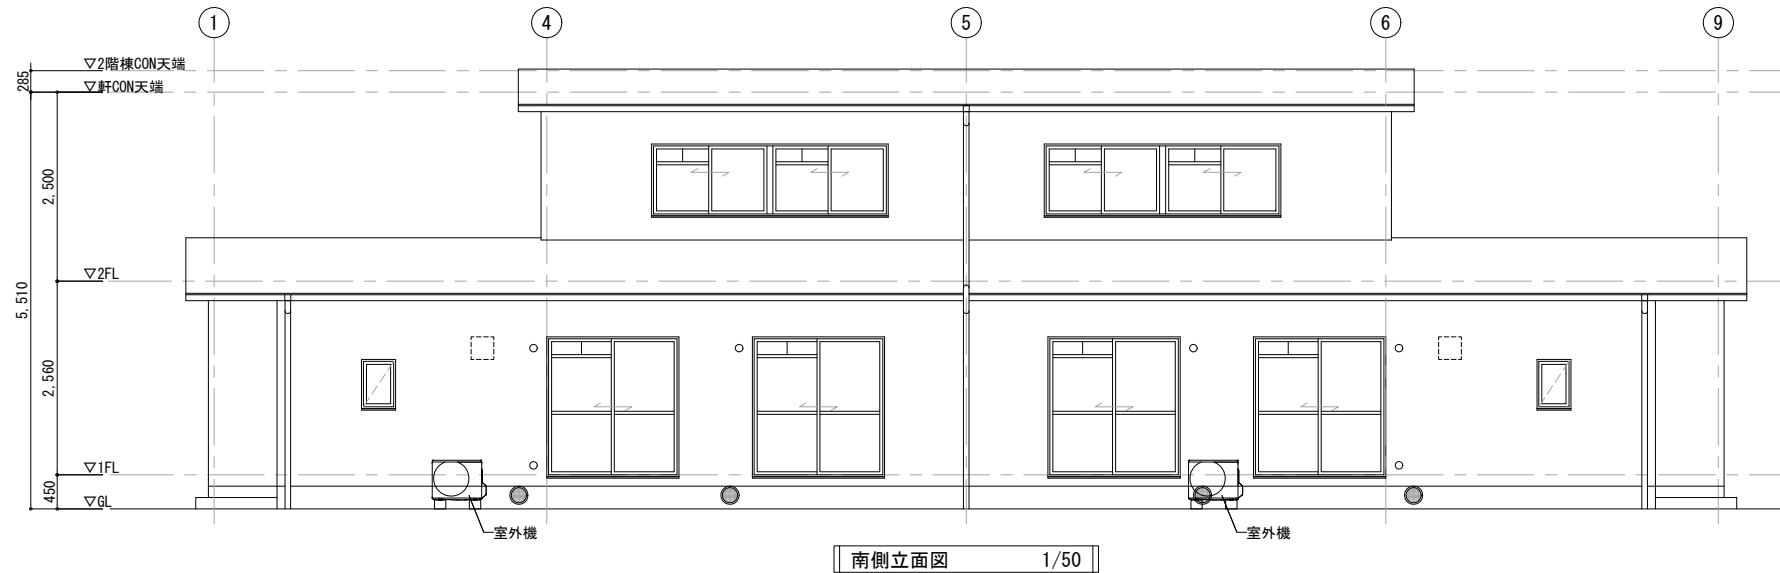 1
4
5
6
9
▽2階棟CON天端
285
▽軒CON天端
2,500
▽2FL
5,510
2,560
▽1FL
450
▽GL
室外機
室外機
南側立面図 1/50